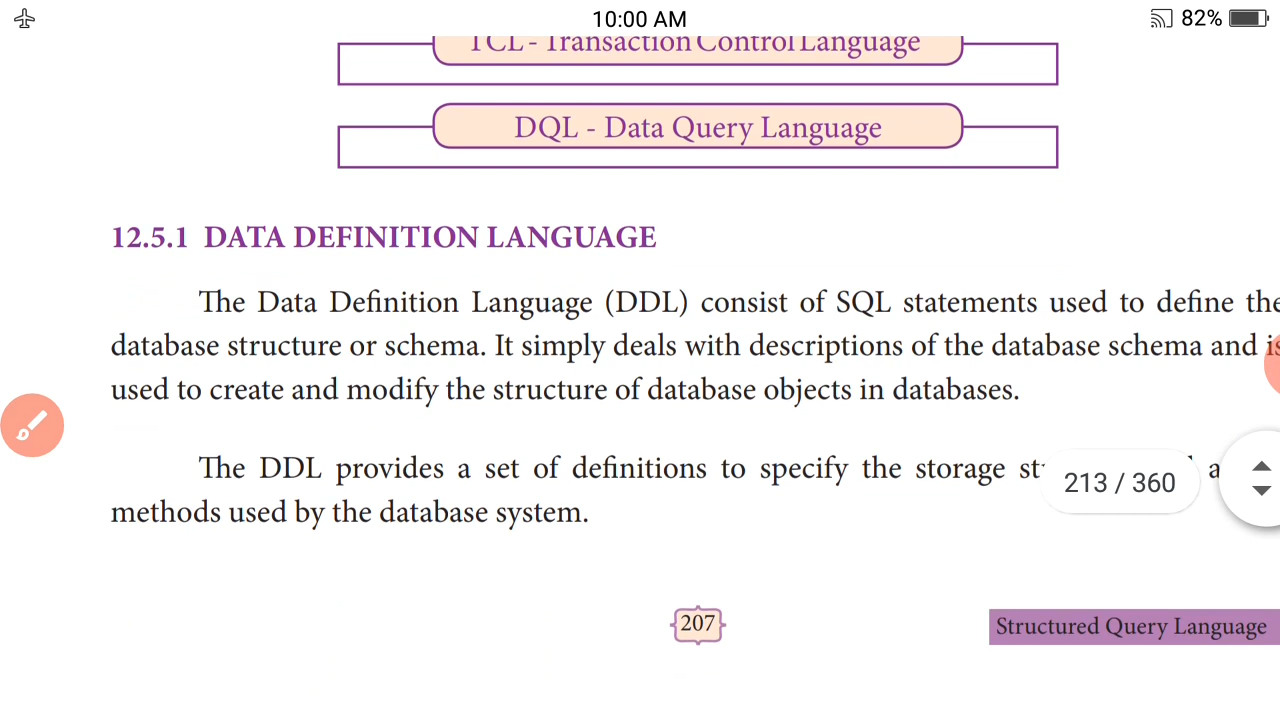 10:00 AM
82%
TCL - Transaction Control Language
DQL - Data Query Language
12.5.1 DATA DEFINITION LANGUAGE
The Data Definition Language (DDL) consist of SQL statements used to define the
database structure or schema. It simply deals with descriptions of the database schema and is
used to create and modify the structure of database objects in databases.
The DDL provides a set of definitions to specify the storage
methods used by the database system.
213 / 360
207
Structured Query Language